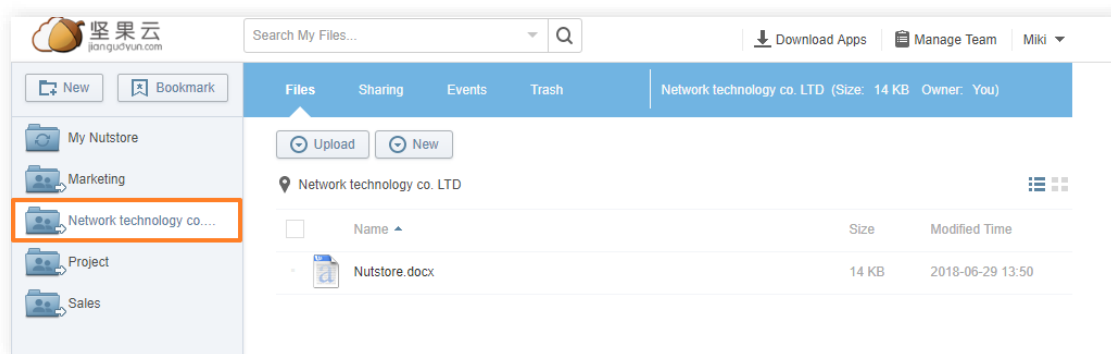 坚果云
jianguoyun.com
Search My Files...
Download Apps
Manage Team
Miki
New
Bookmark
Files
Sharing
Events
Trash
Network technology co. LTD (Size: 14 KB Owner: You)
My Nutstore
Marketing
Network technology co....
Project
Sales
Upload
New
Network technology co. LTD
Name
Size
Modified Time
Nutstore.docx
14 KB
2018-06-29 13:50